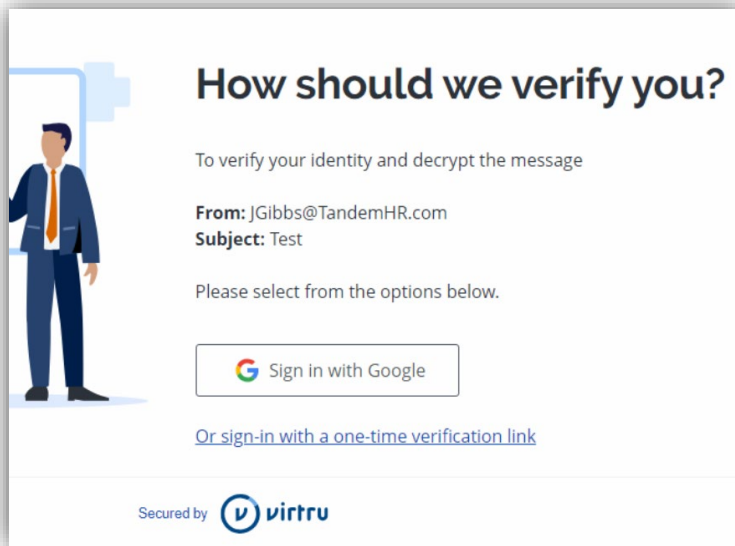 How should we verify you?
To verify your identity and decrypt the message
From: JGibbs@TandemHR.com
Subject: Test
Please select from the options below.
Sign in with Google
Or sign-in with a one-time verification link
Secured by virtru